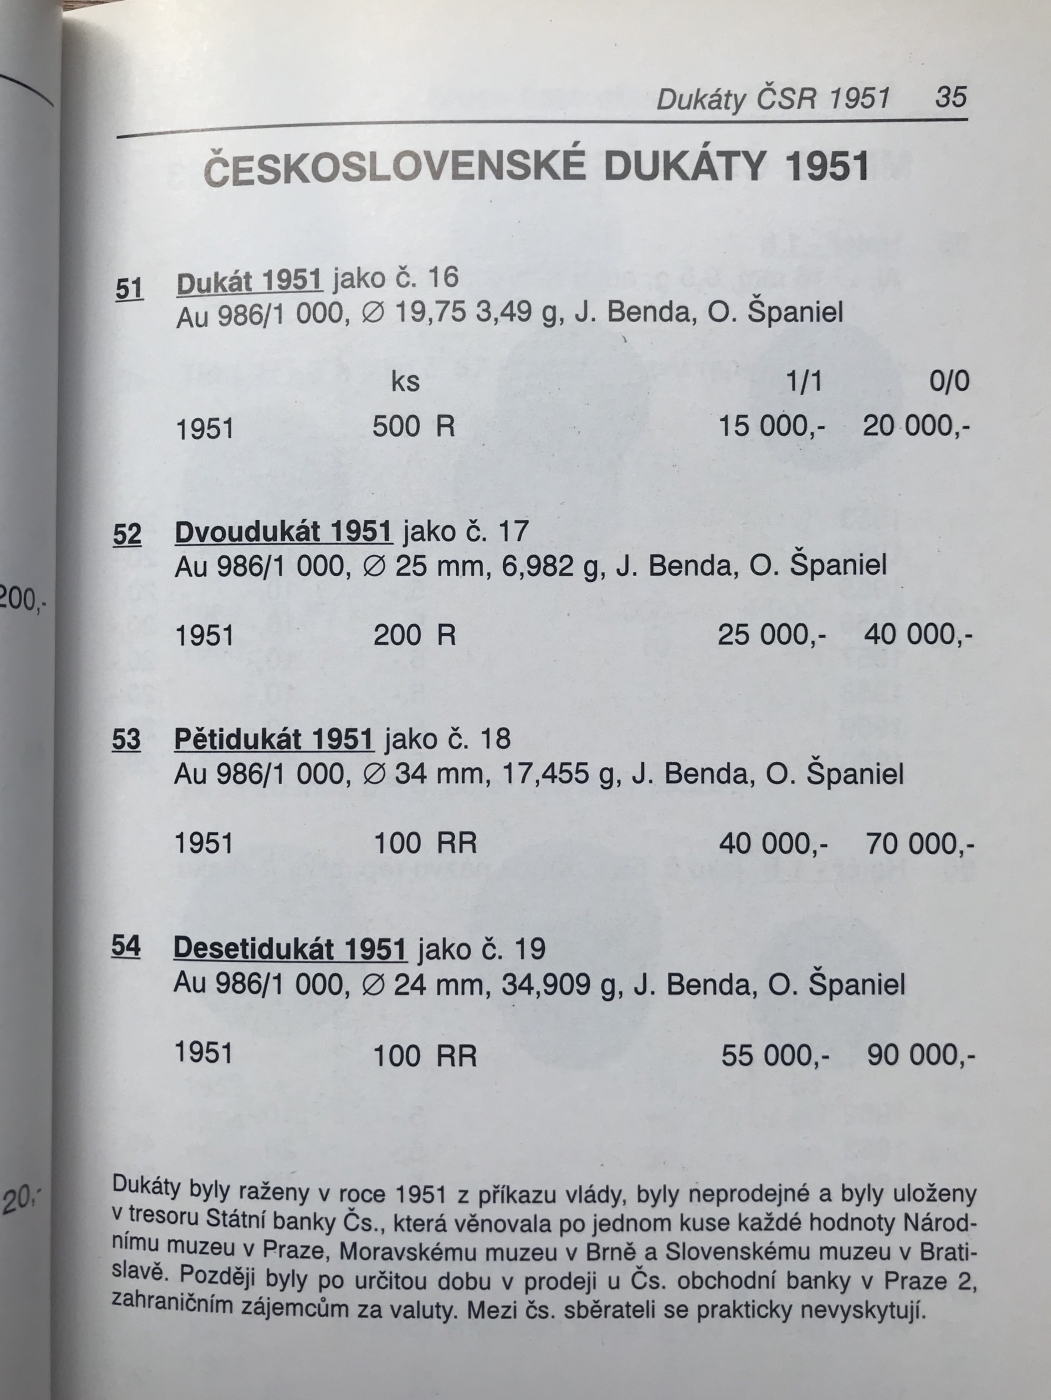 Dukáty ČSR 1951 35
ČESKOSLOVENSKÉ DUKÁTY 1951
51 Dukát 1951 jako č. 16
Au 986/1 000, ∅ 19,75 3,49 g, J. Benda, O. Španiel
ks 1/1 0/0
1951 500 R 15 000,- 20 000,-
52 Dvoudukát 1951 jako č. 17
Au 986/1 000, ∅ 25 mm, 6,982 g, J. Benda, O. Španiel
200,-
1951 200 R 25 000,- 40 000,-
53 Pětidukát 1951 jako č. 18
Au 986/1 000, ∅ 34 mm, 17,455 g, J. Benda, O. Španiel
1951 100 RR 40 000,- 70 000,-
54 Desetidukát 1951 jako č. 19
Au 986/1 000, ∅ 24 mm, 34,909 g, J. Benda, O. Španiel
1951 100 RR 55 000,- 90 000,-
20,-
Dukáty byly raženy v roce 1951 z příkazu vlády, byly neprodejné a byly uloženy
v tresoru Státní banky Čs., která věnovala po jednom kuse každé hodnoty Národ-
nímu muzeu v Praze, Moravskému muzeu v Brně a Slovenskému muzeu v Brati-
slavě. Později byly po určitou dobu v prodeji u Čs. obchodní banky v Praze 2,
zahraničním zájemcům za valuty. Mezi čs. sběrateli se prakticky nevyskytují.